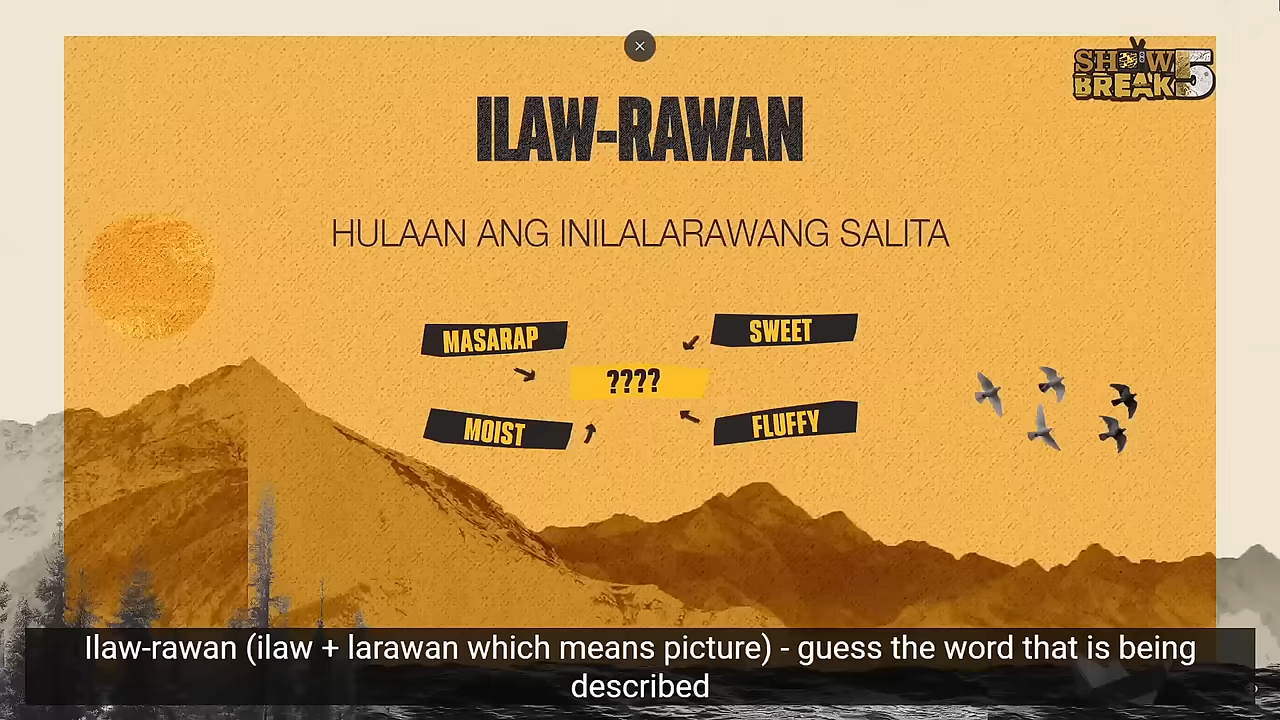 SHOW
BREAK 5
ILAW-RAWAN
HULAAN ANG INILALARAWANG SALITA
MASARAP
SWEET
????
MOIST
FLUFFY
Ilaw-rawan (ilaw + larawan which means picture) - guess the word that is being
described